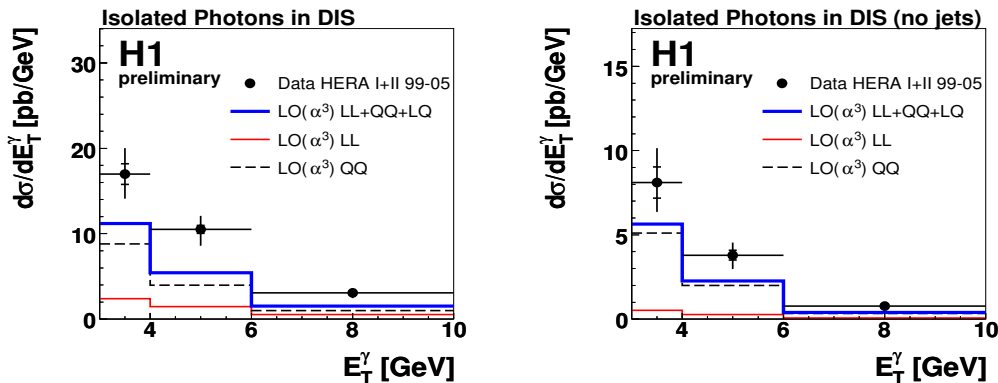 Isolated Photons in DIS
dσ/dE_T^γ [pb/GeV]
30
20
10
0
H1
preliminary
Data HERA I+II 99-05
LO(α³) LL+QQ+LQ
LO(α³) LL
LO(α³) QQ
4 6 8 10
E_T^γ [GeV]
Isolated Photons in DIS (no jets)
dσ/dE_T^γ [pb/GeV]
15
10
5
0
H1
preliminary
Data HERA I+II 99-05
LO(α³) LL+QQ+LQ
LO(α³) LL
LO(α³) QQ
4 6 8 10
E_T^γ [GeV]